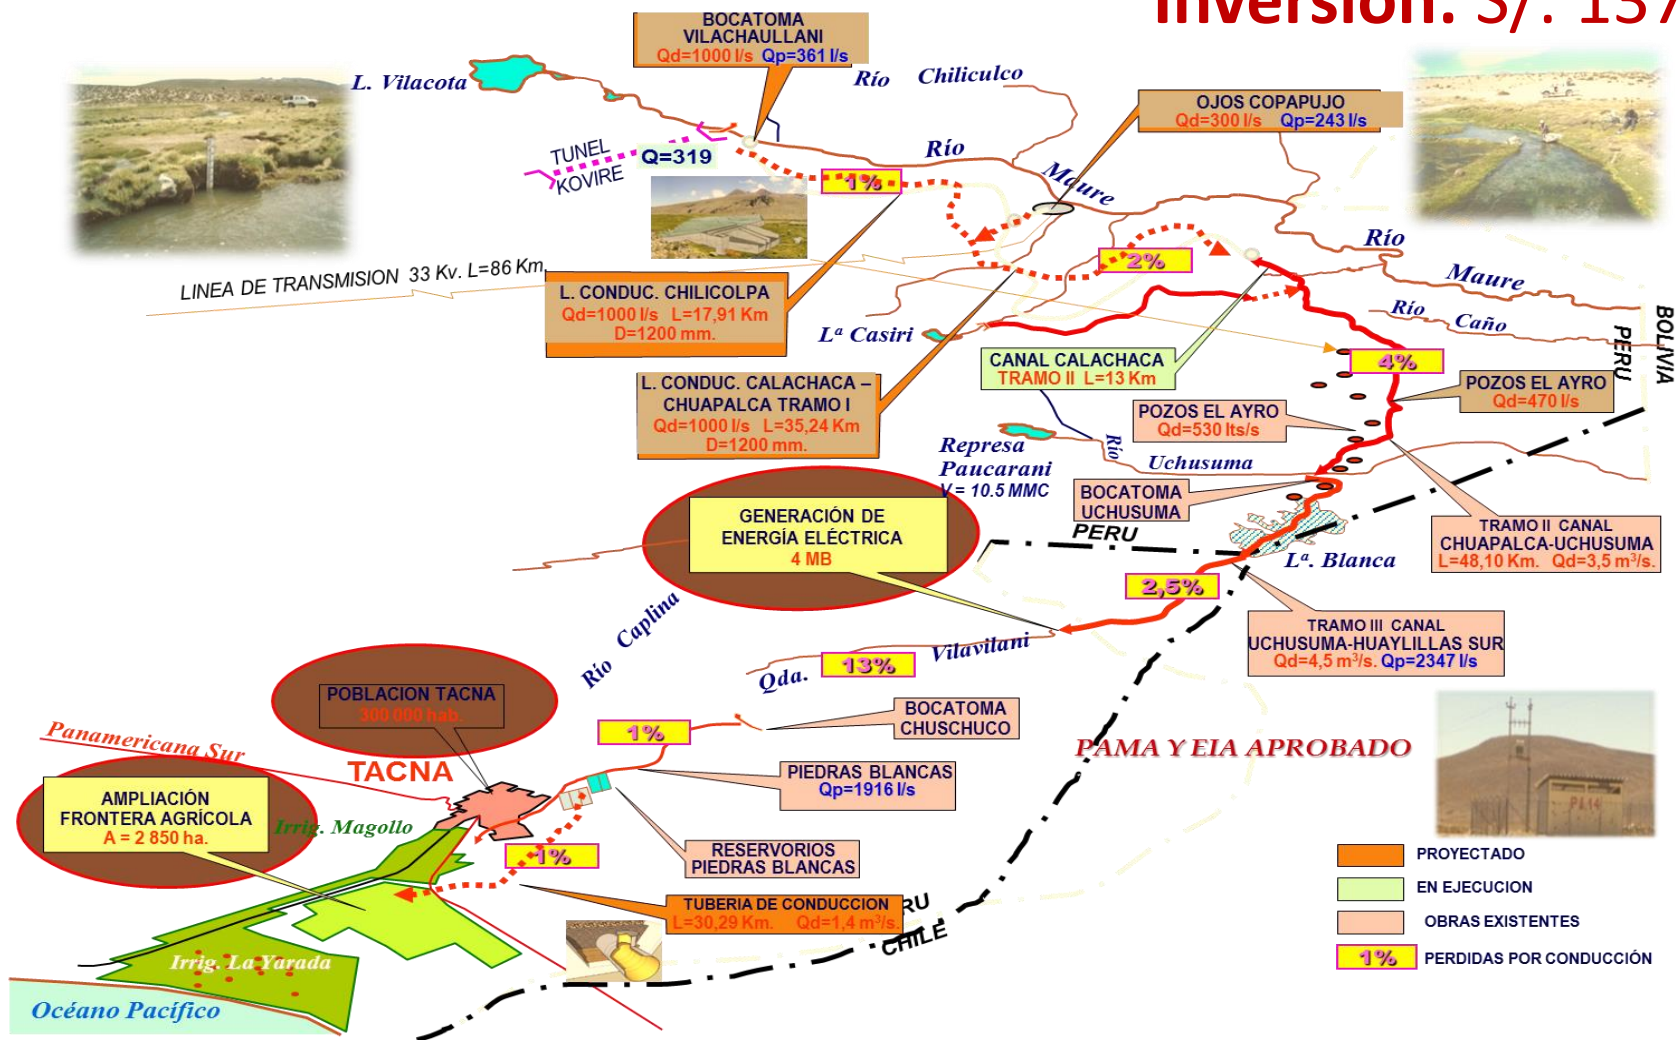 Inversión: S/. 137
BOCATOMA
VILACHAULLANI
Qd=1000 l/s Qp=361 l/s
L. Vilacota
Río Chiliculco
OJOS COPAPUJO
Qd=300 l/s Qp=243 l/s
TUNEL
KOVIRE
Q=319
Río
Maure
1%
2%
Río
Maure
LINEA DE TRANSMISION 33 Kv. L=86 Km.
L. CONDUC. CHILICOLPA
Qd=1000 l/s L=17,91 Km
D=1200 mm.
Lª Casiri
Río Caño
BOLIVIA
PERU
CANAL CALACHACA
TRAMO II L=13 Km
4%
L. CONDUC. CALACHACA –
CHUAPALCA TRAMO I
Qd=1000 l/s L=35,24 Km
D=1200 mm.
POZOS EL AYRO
Qd=470 l/s
POZOS EL AYRO
Qd=530 lts/s
Represa
Paucarani
V = 10.5 MMC
Río
Uchusuma
BOCATOMA
UCHUSUMA
GENERACIÓN DE
ENERGÍA ELÉCTRICA
4 MB
PERU
TRAMO II CANAL
CHUAPALCA-UCHUSUMA
L=48,10 Km. Qd=3,5 m³/s.
Lª. Blanca
2,5%
TRAMO III CANAL
UCHUSUMA-HUAYLILLAS SUR
Qd=4,5 m³/s. Qp=2347 l/s
Río Caplina
Qda.
13%
Vilavilani
POBLACION TACNA
300 000 hab.
BOCATOMA
CHUSCHUCO
1%
Panamericana Sur
TACNA
PAMA Y EIA APROBADO
PIEDRAS BLANCAS
Qp=1916 l/s
AMPLIACIÓN
FRONTERA AGRÍCOLA
A = 2 850 ha.
Irrig. Magollo
PA14
1%
RESERVORIOS
PIEDRAS BLANCAS
PROYECTADO
EN EJECUCION
TUBERIA DE CONDUCCION
L=30,29 Km. Qd=1,4 m³/s.
RU
CHILE
OBRAS EXISTENTES
1% PERDIDAS POR CONDUCCIÓN
Irrig. La Yarada
Océano Pacífico